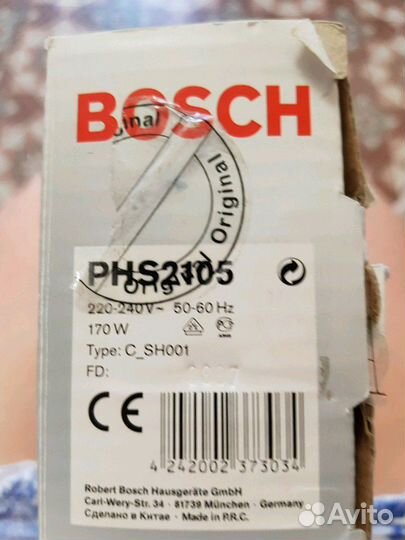 BOSCH
Original
Original
Original
PHS2105
220-240V~ 50-60 Hz
170 W
Type: C_SH001
FD:
CE
4 242002 373034
Robert Bosch Hausgeräte GmbH
Carl-Wery-Str. 34 · 81739 München · Germany
Сделано в Китае · Made in P.R.C.
Avito